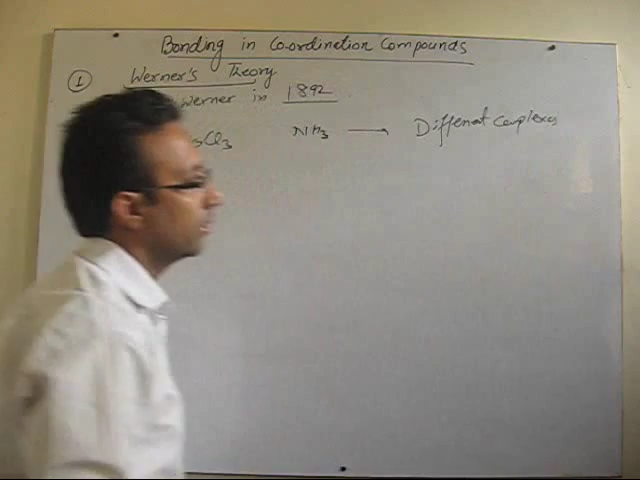 Bonding in Co-ordination Compounds
① Werner's Theory
Werner in 1892
Cl3 NH3 → Different complexes